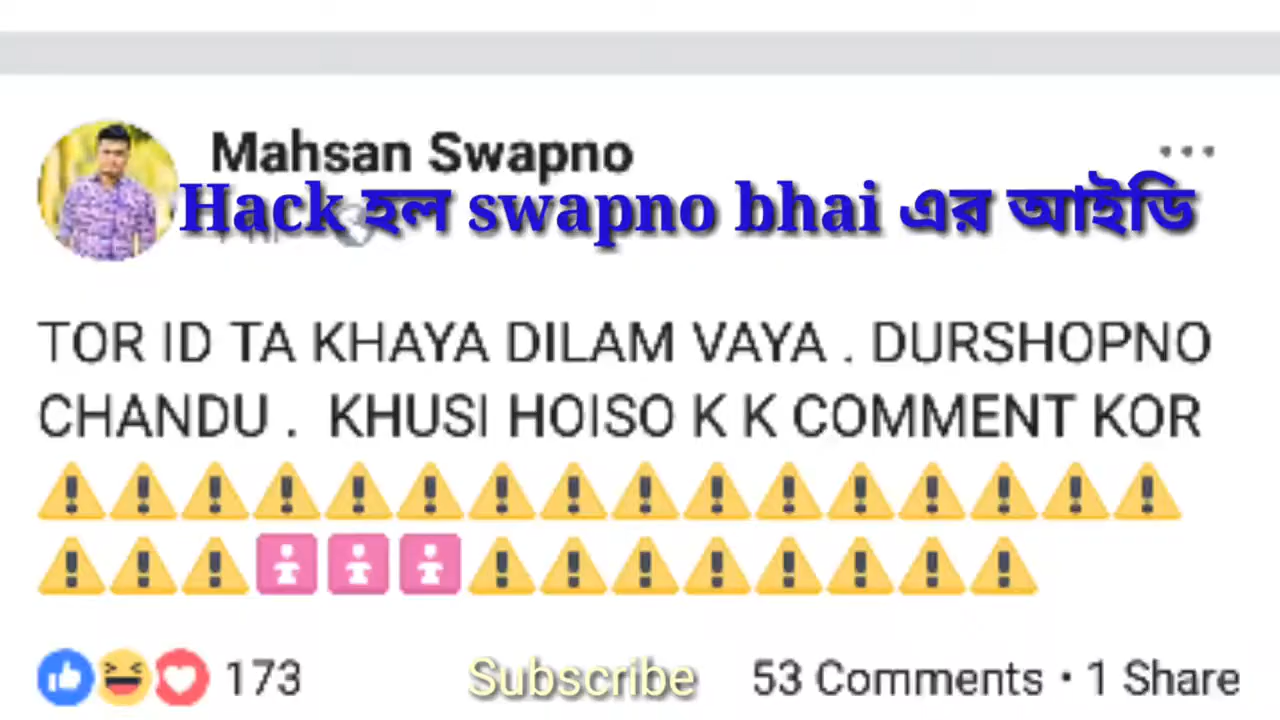 Mahsan Swapno
Hack হল swapno bhai এর আইডি
TOR ID TA KHAYA DILAM VAYA . DURSHOPNO
CHANDU . KHUSI HOISO K K COMMENT KOR
173
Subscribe
53 Comments • 1 Share